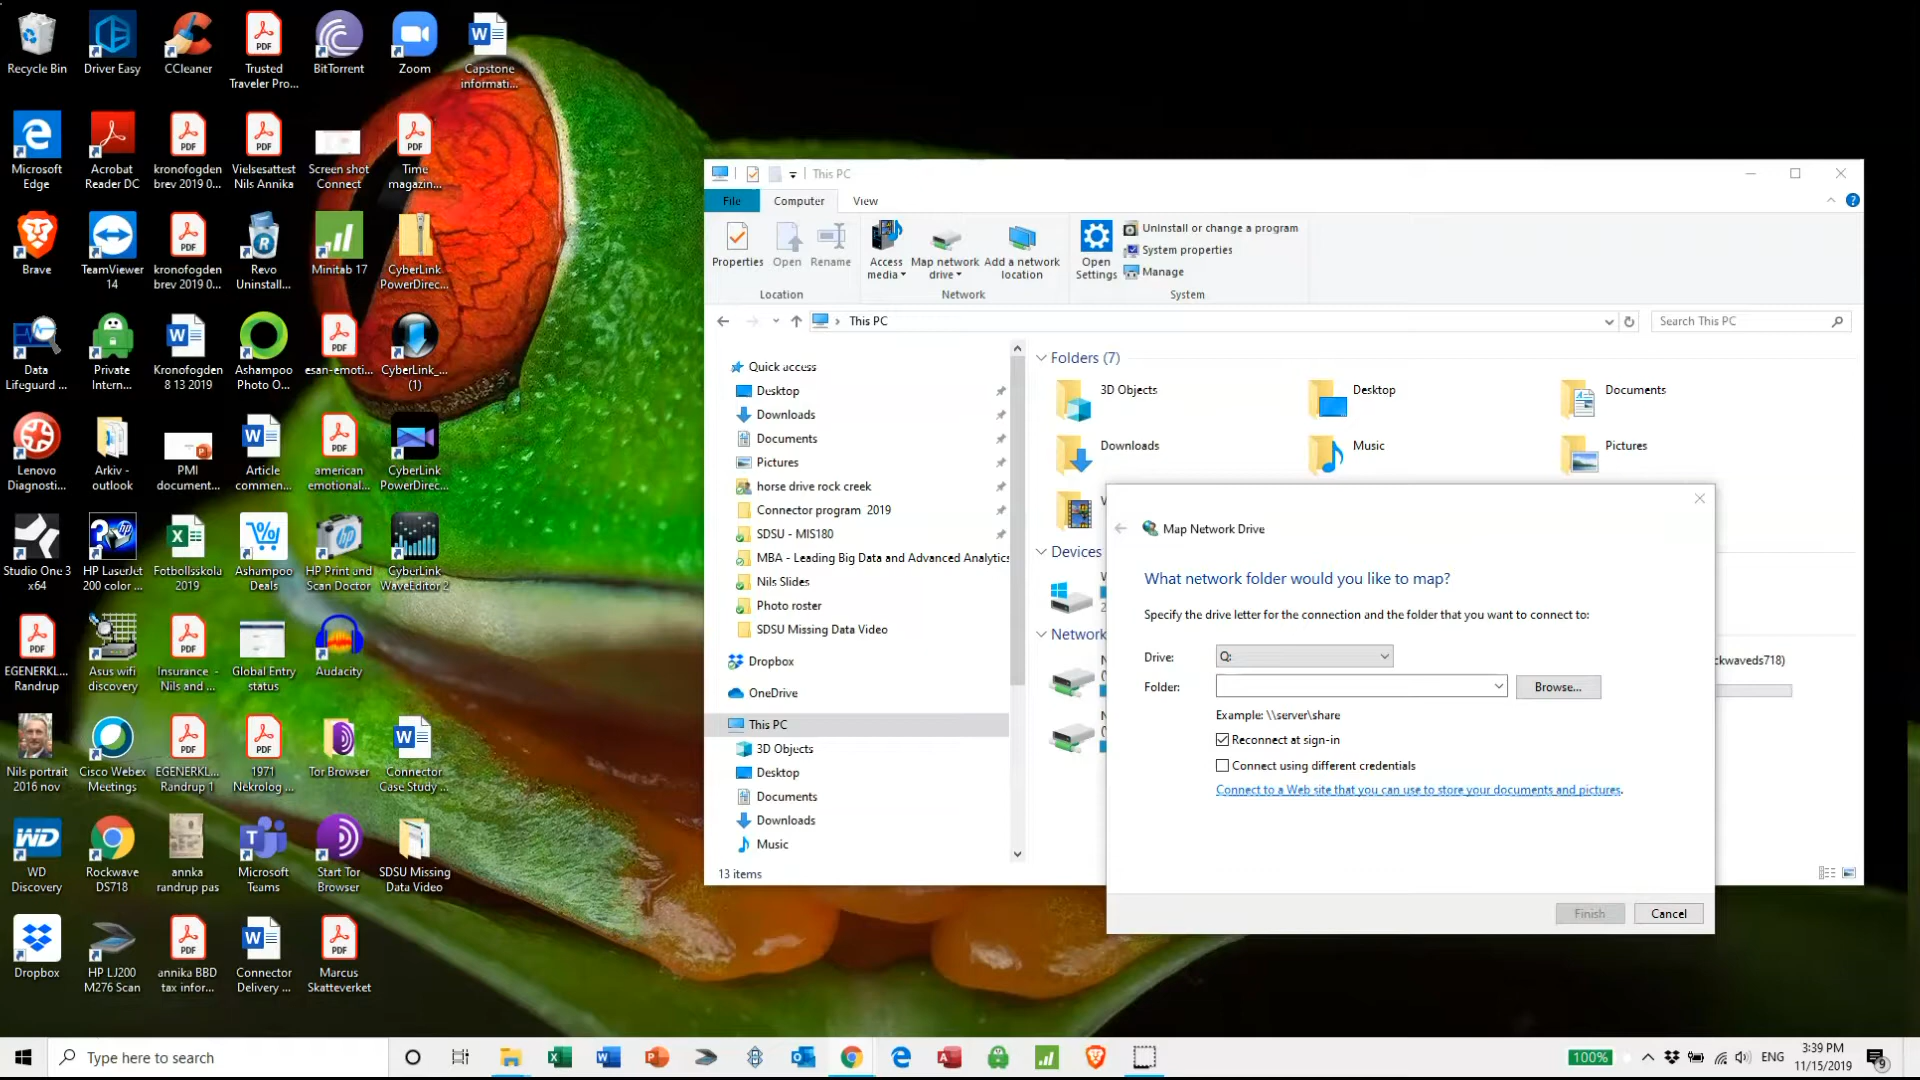 Recycle Bin
Driver Easy
CCleaner
Trusted
Traveler Pro...
BitTorrent
Zoom
Capstone
informati...
Microsoft
Edge
Acrobat
Reader DC
kronofogden
brev 2019 0...
Vielsesattest
Nils Annika
Screen shot
Connect
Time
magazin...
Brave
TeamViewer
14
kronofogden
brev 2019 0...
Revo
Uninstall...
Minitab 17
CyberLink
PowerDirec...
Data
Lifeguard ...
Private
Intern...
Kronofogden
8 13 2019
Ashampoo
Photo O...
esan-emoti...
CyberLink_...
(1)
Lenovo
Diagnosti...
Arkiv -
outlook
PMI
document...
Article
commen...
american
emotional...
CyberLink
PowerDirec...
Studio One 3
x64
HP LaserJet
200 color ...
Fotbollsskola
2019
Ashampoo
Deals
HP Print and
Scan Doctor
CyberLink
WaveEditor 2
EGENERKL...
Randrup
Asus wifi
discovery
Insurance -
Nils and ...
Global Entry
status
Audacity
Nils portrait
2016 nov
Cisco Webex
Meetings
EGENERKL...
Randrup 1
1971
Nekrolog ...
Tor Browser
Connector
Case Study ...
WD
Discovery
Rockwave
DS718
annka
randrup pas
Microsoft
Teams
Start Tor
Browser
SDSU Missing
Data Video
Dropbox
HP LJ200
M276 Scan
annika BBD
tax infor...
Connector
Delivery ...
Marcus
Skatteverket
This PC
File
Computer
View
Properties
Open
Rename
Location
Access
media
Map network
drive
Add a network
location
Network
Open
Settings
Uninstall or change a program
System properties
Manage
System
This PC
Search This PC
Quick access
Desktop
Downloads
Documents
Pictures
horse drive rock creek
Connector program 2019
SDSU - MIS180
MBA - Leading Big Data and Advanced Analytics
Nils Slides
Photo roster
SDSU Missing Data Video
Dropbox
OneDrive
This PC
3D Objects
Desktop
Documents
Downloads
Music
13 items
Folders (7)
3D Objects
Desktop
Documents
Downloads
Music
Pictures
Devices
Network
ckwaveds718)
Map Network Drive
What network folder would you like to map?
Specify the drive letter for the connection and the folder that you want to connect to:
Drive:
Q:
Folder:
Browse...
Example: \\server\share
Reconnect at sign-in
Connect using different credentials
Connect to a Web site that you can use to store your documents and pictures.
Finish
Cancel
Type here to search
100%
ENG
3:39 PM
11/15/2019
9